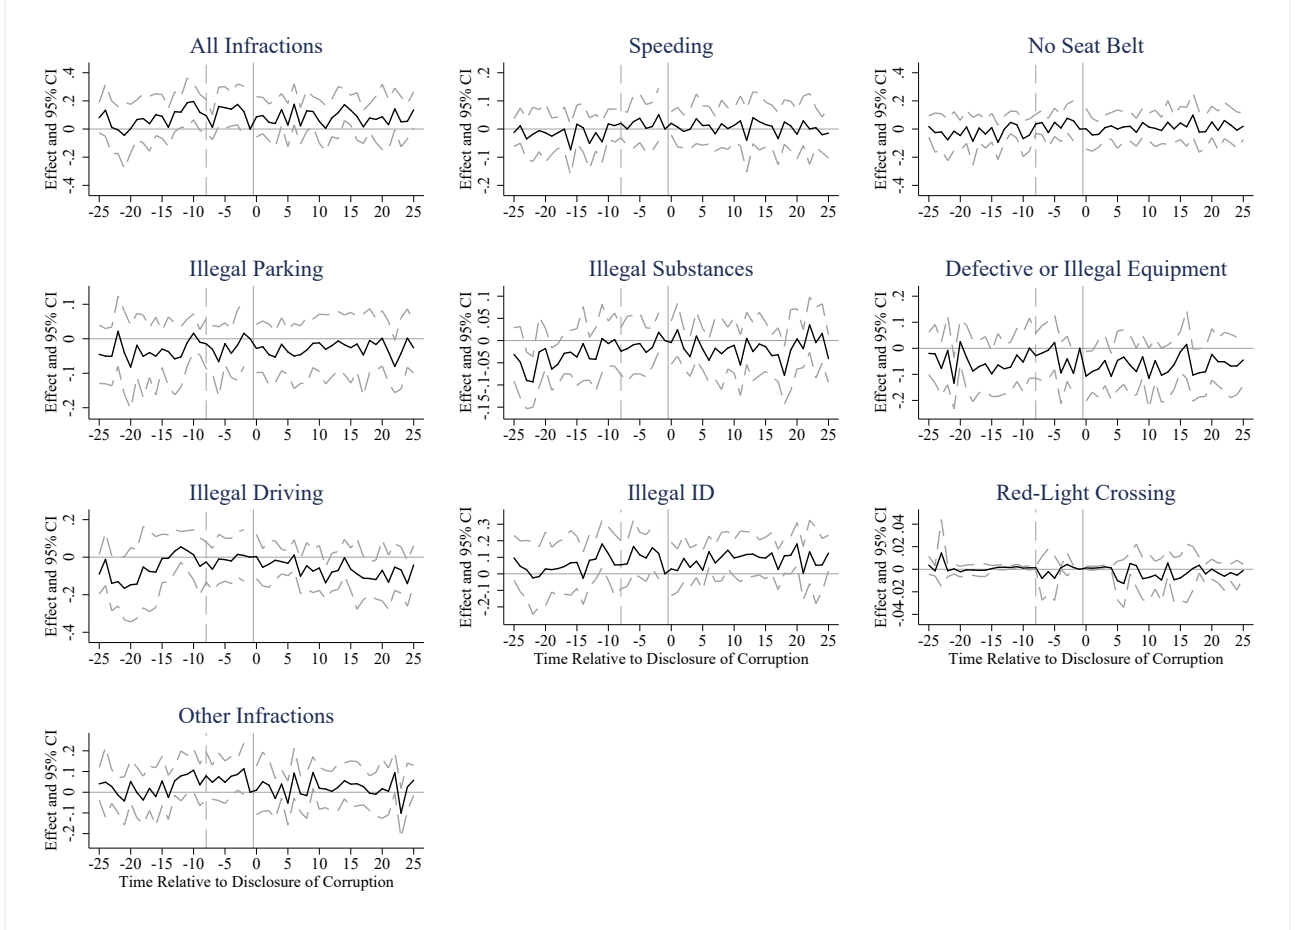 All Infractions
Effect and 95% CI
.4
.2
0
-.2
-.4
-25 -20 -15 -10 -5 0 5 10 15 20 25
Speeding
Effect and 95% CI
.2
.1
0
-.1
-.2
-25 -20 -15 -10 -5 0 5 10 15 20 25
No Seat Belt
Effect and 95% CI
.4
.2
0
-.2
-.4
-25 -20 -15 -10 -5 0 5 10 15 20 25
Illegal Parking
Effect and 95% CI
.1
0
-.1
-.2
-25 -20 -15 -10 -5 0 5 10 15 20 25
Illegal Substances
Effect and 95% CI
.1
.05
0
-.05
-.1
-.15
-25 -20 -15 -10 -5 0 5 10 15 20 25
Defective or Illegal Equipment
Effect and 95% CI
.2
.1
0
-.1
-.2
-25 -20 -15 -10 -5 0 5 10 15 20 25
Illegal Driving
Effect and 95% CI
.2
0
-.2
-.4
-25 -20 -15 -10 -5 0 5 10 15 20 25
Illegal ID
Effect and 95% CI
.3
.2
.1
0
-.1
-.2
-25 -20 -15 -10 -5 0 5 10 15 20 25
Time Relative to Disclosure of Corruption
Red-Light Crossing
Effect and 95% CI
.04
.02
0
-.02
-.04
-25 -20 -15 -10 -5 0 5 10 15 20 25
Time Relative to Disclosure of Corruption
Other Infractions
Effect and 95% CI
.2
.1
0
-.1
-.2
-25 -20 -15 -10 -5 0 5 10 15 20 25
Time Relative to Disclosure of Corruption